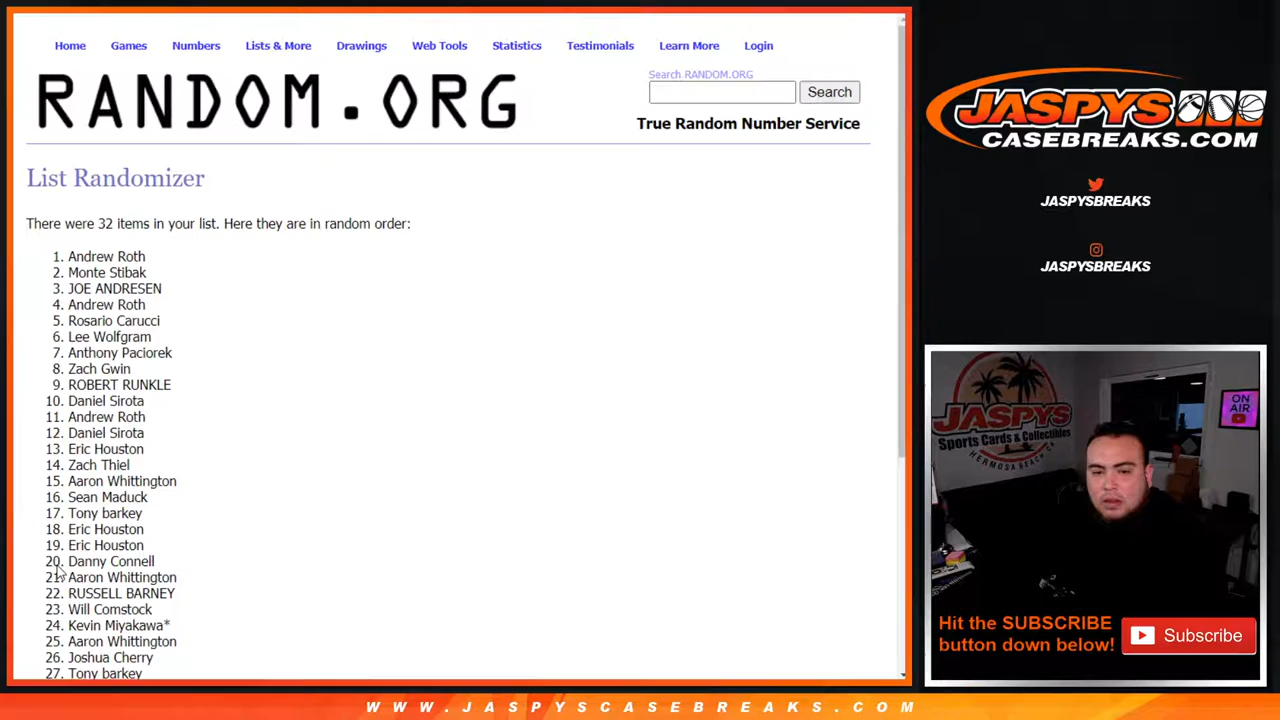 Home Games Numbers Lists & More Drawings Web Tools Statistics Testimonials Learn More Login
RANDOM.ORG
Search RANDOM.ORG
Search
True Random Number Service
List Randomizer
There were 32 items in your list. Here they are in random order:
1. Andrew Roth
2. Monte Stibak
3. JOE ANDRESEN
4. Andrew Roth
5. Rosario Carucci
6. Lee Wolfgram
7. Anthony Paciorek
8. Zach Gwin
9. ROBERT RUNKLE
10. Daniel Sirota
11. Andrew Roth
12. Daniel Sirota
13. Eric Houston
14. Zach Thiel
15. Aaron Whittington
16. Sean Maduck
17. Tony barkey
18. Eric Houston
19. Eric Houston
20. Danny Connell
21. Aaron Whittington
22. RUSSELL BARNEY
23. Will Comstock
24. Kevin Miyakawa*
25. Aaron Whittington
26. Joshua Cherry
27. Tony barkey
JASPYS
CASEBREAKS.COM
JASPYSBREAKS
JASPYSBREAKS
JASPYS
Sports Cards & Collectibles
HERMOSA BEACH, CA
ON AIR
Hit the SUBSCRIBE
button down below!
Subscribe
WWW.JASPYSCASEBREAKS.COM